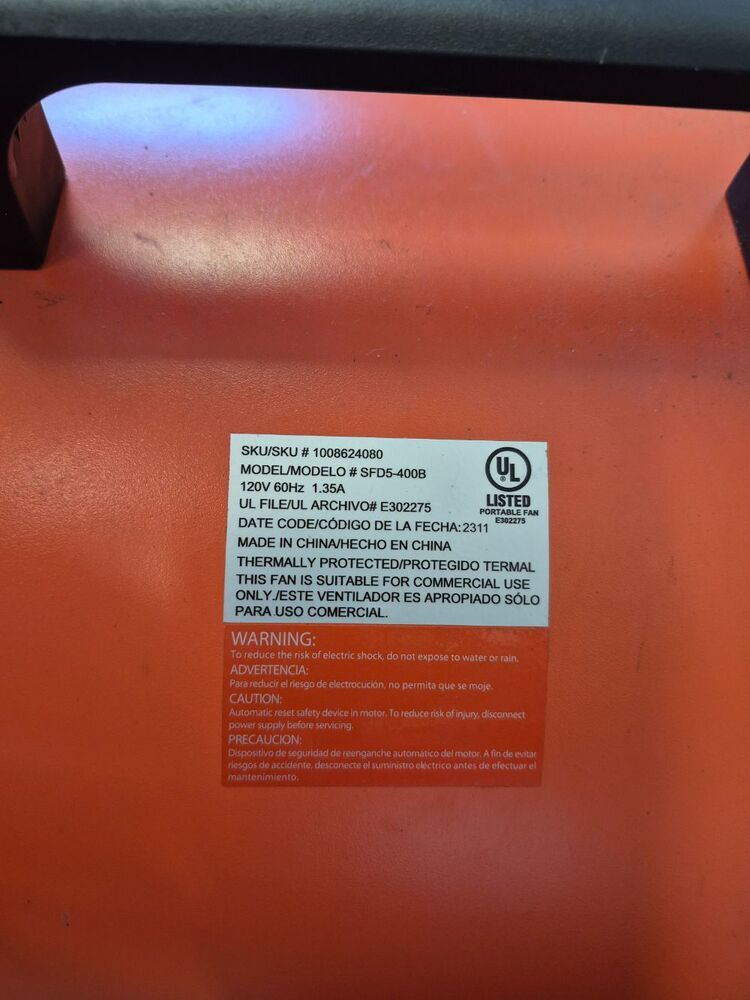 SKU/SKU # 1008624080
MODEL/MODELO # SFD5-400B
120V 60Hz 1.35A
UL FILE/UL ARCHIVO# E302275
DATE CODE/CÓDIGO DE LA FECHA: 2311
MADE IN CHINA/HECHO EN CHINA
THERMALLY PROTECTED/PROTEGIDO TERMAL
THIS FAN IS SUITABLE FOR COMMERCIAL USE
ONLY./ESTE VENTILADOR ES APROPIADO SÓLO
PARA USO COMERCIAL.
UL
LISTED
PORTABLE FAN
E302275
WARNING:
To reduce the risk of electric shock, do not expose to water or rain.
ADVERTENCIA:
Para reducir el riesgo de electrocución, no permita que se moje.
CAUTION:
Automatic reset safety device in motor. To reduce risk of injury, disconnect
power supply before servicing.
PRECAUCION:
Dispositivo de seguridad de reenganche automático del motor. A fin de evitar
riesgos de accidente, desconecte el suministro eléctrico antes de efectuar el
mantenimiento.